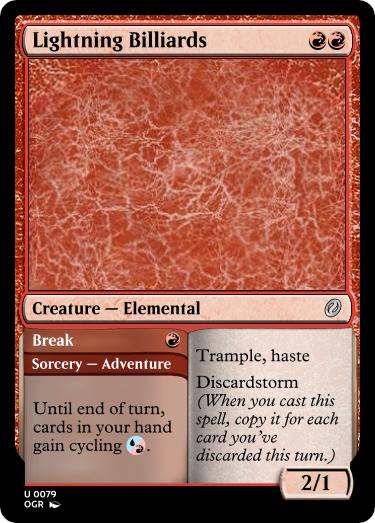 Lightning Billiards
Creature — Elemental
Break
Sorcery — Adventure
Until end of turn,
cards in your hand
gain cycling .
Trample, haste
Discardstorm
(When you cast this
spell, copy it for each
card you've
discarded this turn.)
2/1
U 0079
OGR